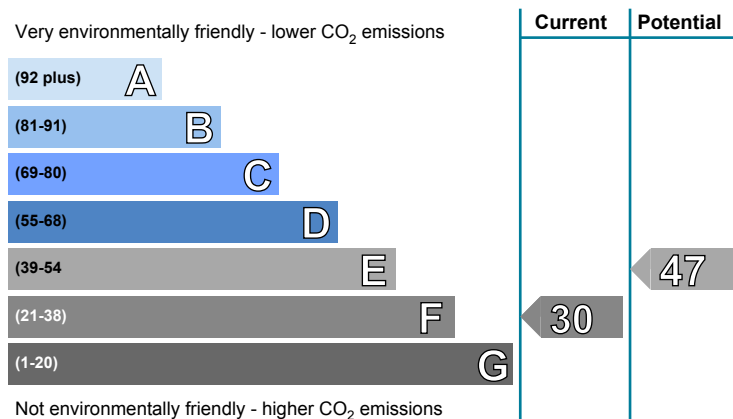 Very environmentally friendly - lower CO2 emissions
Current
Potential
(92 plus) A
(81-91) B
(69-80) C
(55-68) D
(39-54 E
47
(21-38) F
30
(1-20) G
Not environmentally friendly - higher CO2 emissions